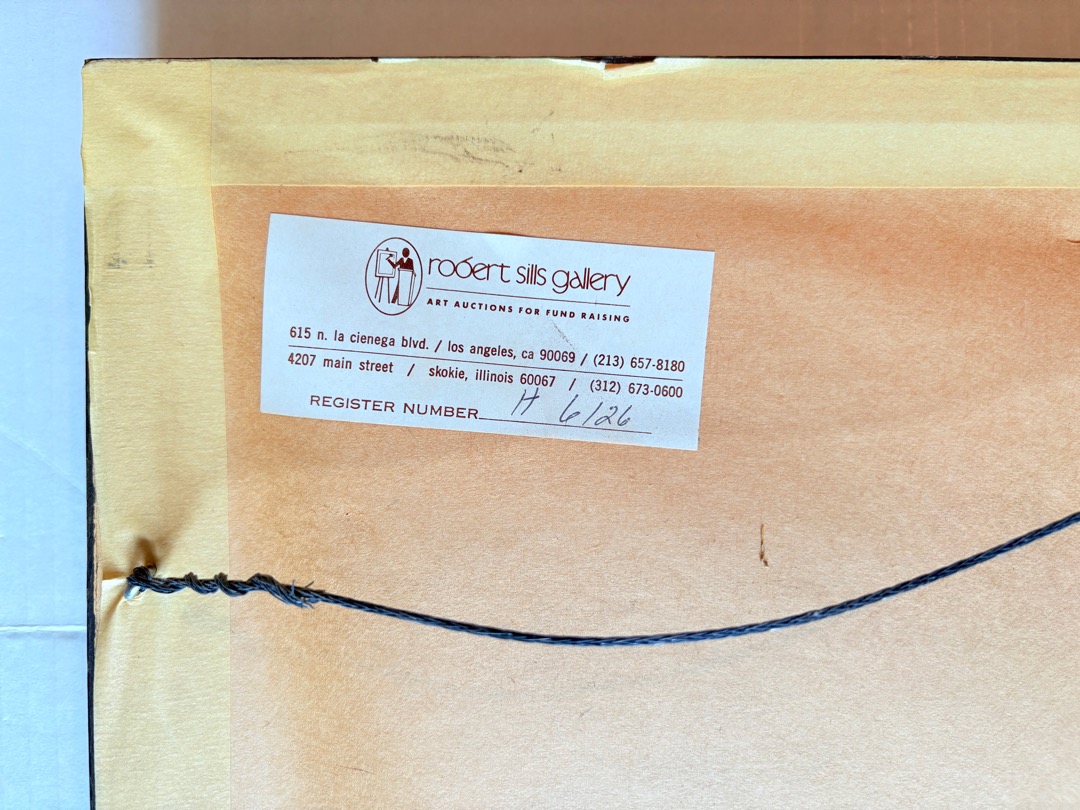 robert sills gallery
ART AUCTIONS FOR FUND RAISING
615 n. la cienega blvd. / los angeles, ca 90069 / (213) 657-8180
4207 main street / skokie, illinois 60067 / (312) 673-0600
REGISTER NUMBER H 6126